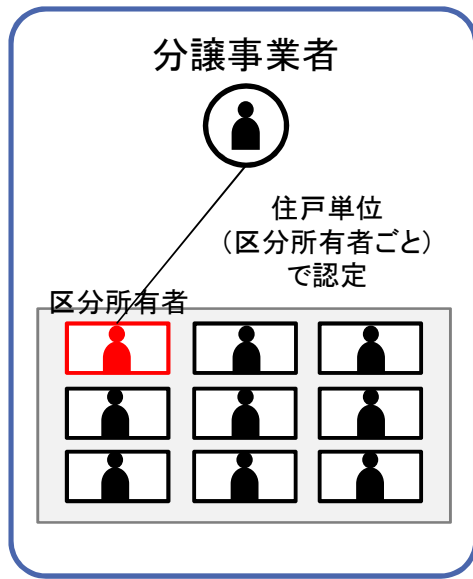 分譲事業者
住戸単位
（区分所有者ごと）
で認定
区分所有者